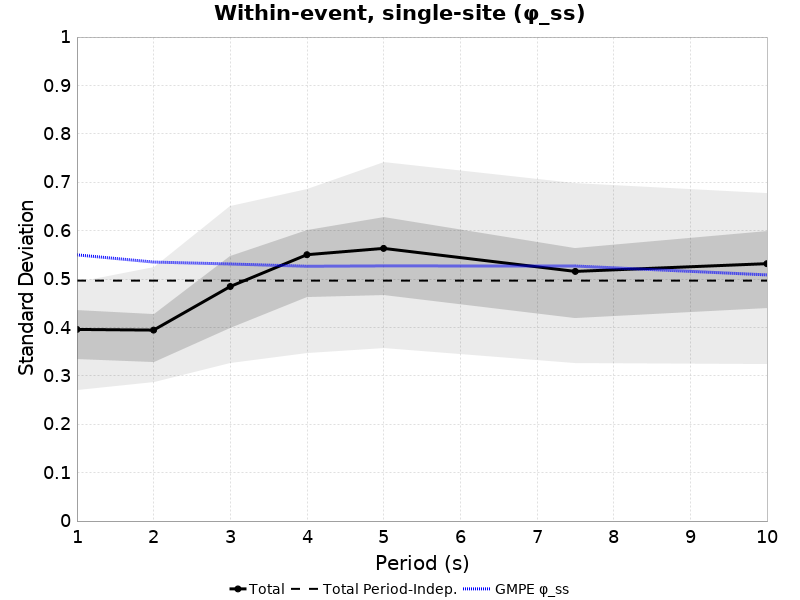 Within-event, single-site (φ_ss)
1
0.9
0.8
0.7
0.6
0.5
0.4
0.3
0.2
0.1
0
Standard Deviation
1 2 3 4 5 6 7 8 9 10
Period (s)
Total Total Period-Indep. GMPE φ_ss